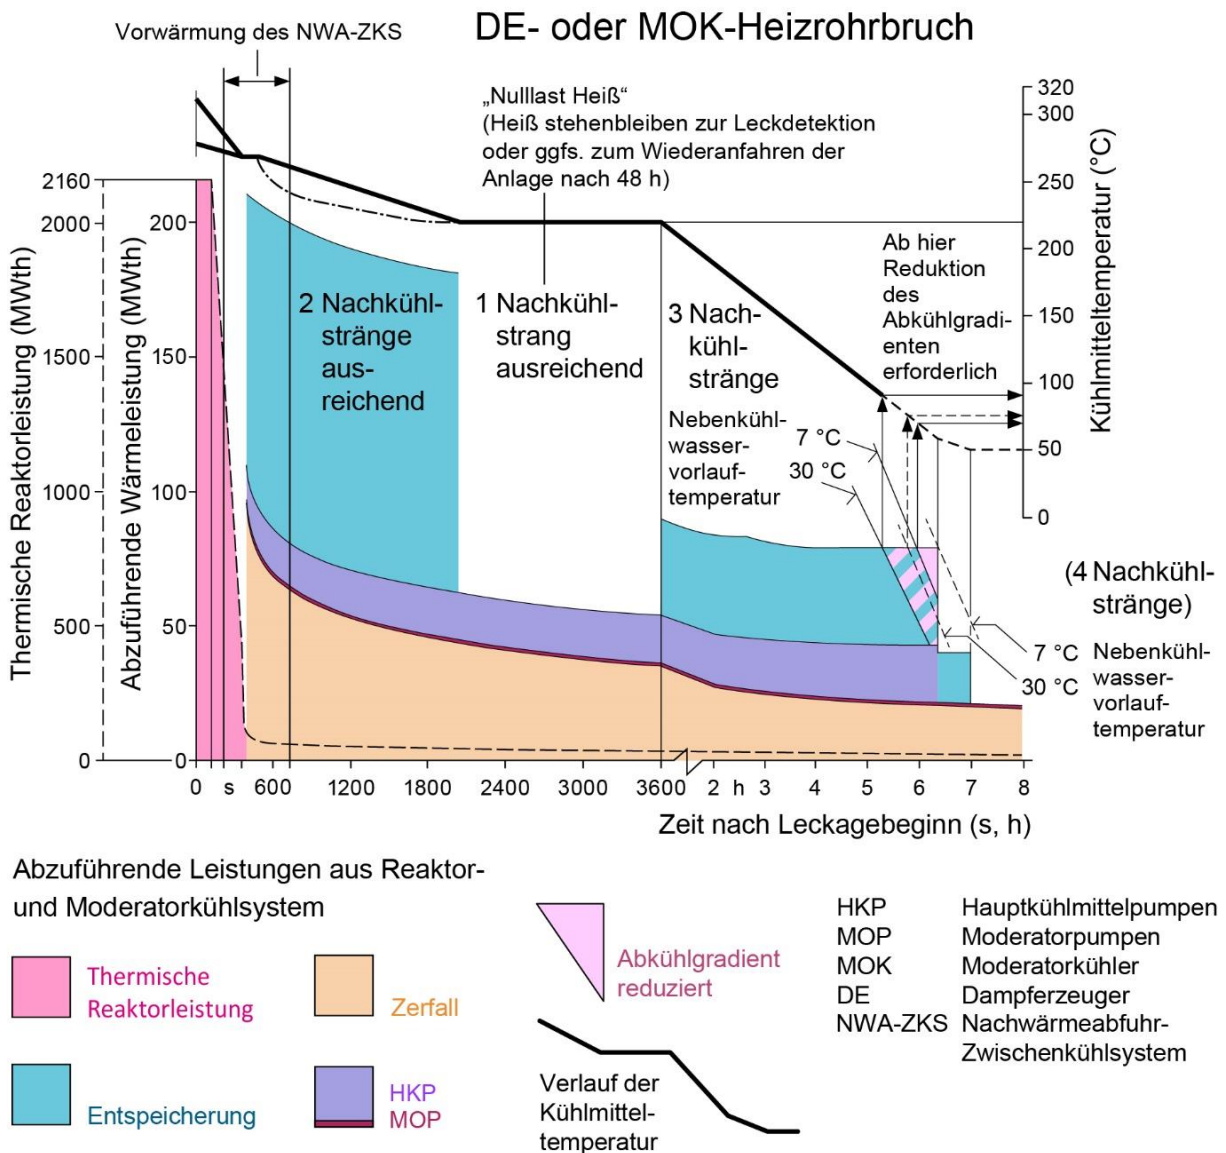 DE- oder MOK-Heizrohrbruch
Vorwärmung des NWA-ZKS
„Nulllast Heiß“
(Heiß stehenbleiben zur Leckdetektion
oder ggfs. zum Wiederanfahren der
Anlage nach 48 h)
Thermische Reaktorleistung (MWth)
2160
2000
1500
1000
500
0
Abzuführende Wärmeleistung (MWth)
200
150
100
50
0
2 Nachkühl-
stränge
aus-
reichend
1 Nachkühl-
strang
ausreichend
3 Nach-
kühl-
stränge
Nebenkühl-
wasser-
vorlauf-
temperatur
7 °C
30 °C
Ab hier
Reduktion
des
Abkühlgradi-
enten
erforderlich
320
300
250
200
150
100
50
0
Kühlmitteltemperatur (°C)
(4 Nachkühl-
stränge)
7 °C
30 °C
Nebenkühl-
wasser-
vorlauf-
temperatur
0 s 600 1200 1800 2400 3000 3600 2 h 3 4 5 6 7 8
Zeit nach Leckagebeginn (s, h)
Abzuführende Leistungen aus Reaktor-
und Moderatorkühlsystem
Thermische
Reaktorleistung
Zerfall
Entspeicherung
HKP
MOP
Abkühlgradient
reduziert
Verlauf der
Kühlmittel-
temperatur
HKP Hauptkühlmittelpumpen
MOP Moderatorpumpen
MOK Moderatorkühler
DE Dampferzeuger
NWA-ZKS Nachwärmeabfuhr-
Zwischenkühlsystem